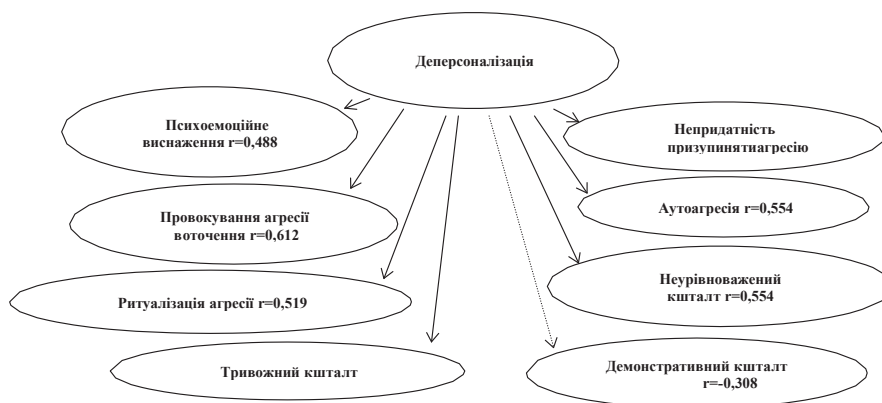 Деперсоналізація
Психоемоційне
виснаження r=0,488
Непридатність
призупинятиагресію
Провокування агресії
воточення r=0,612
Аутоагресія r=0,554
Ритуалізація агресії r=0,519
Неурівноважений
кшталт r=0,554
Тривожний кшталт
Демонстративний кшталт
r=-0,308